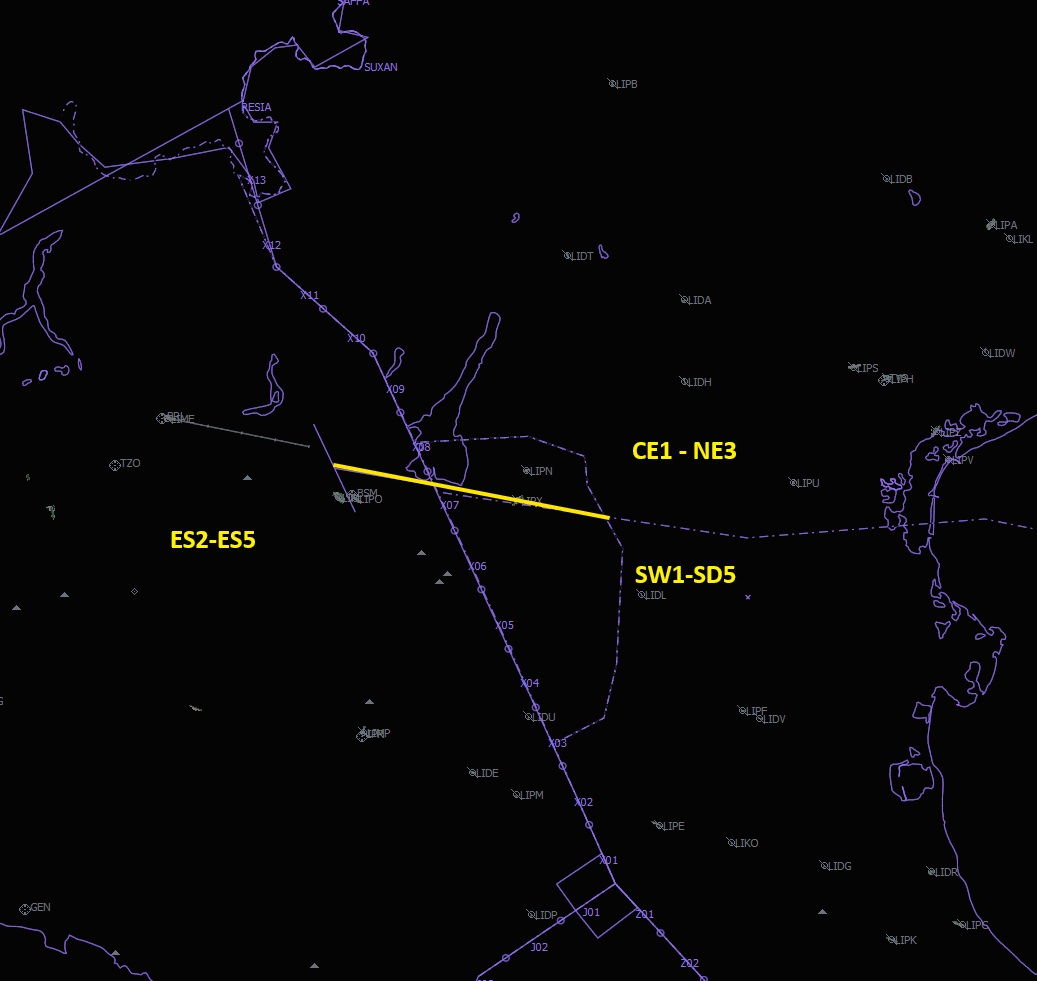 SUXAN
LIPB
RESIA
LIDB
X13
LIPA
LIKL
X12
LIDT
X11
LIDA
X10
LIDW
LIPS
LIDH
X09
TZO
X08
CE1 - NE3
LIPV
LIPN
LIPU
BSM
LIPO
LIPX
X07
ES2-ES5
X06
SW1-SD5
LIDL
X05
X04
LIPF
LIDU
LIDV
X03
LIDE
LIPM
X02
LIPE
LIKO
X01
LIDG
LIDR
GEN
J01
LIDP
Z01
LIPC
LIPK
J02
Z02